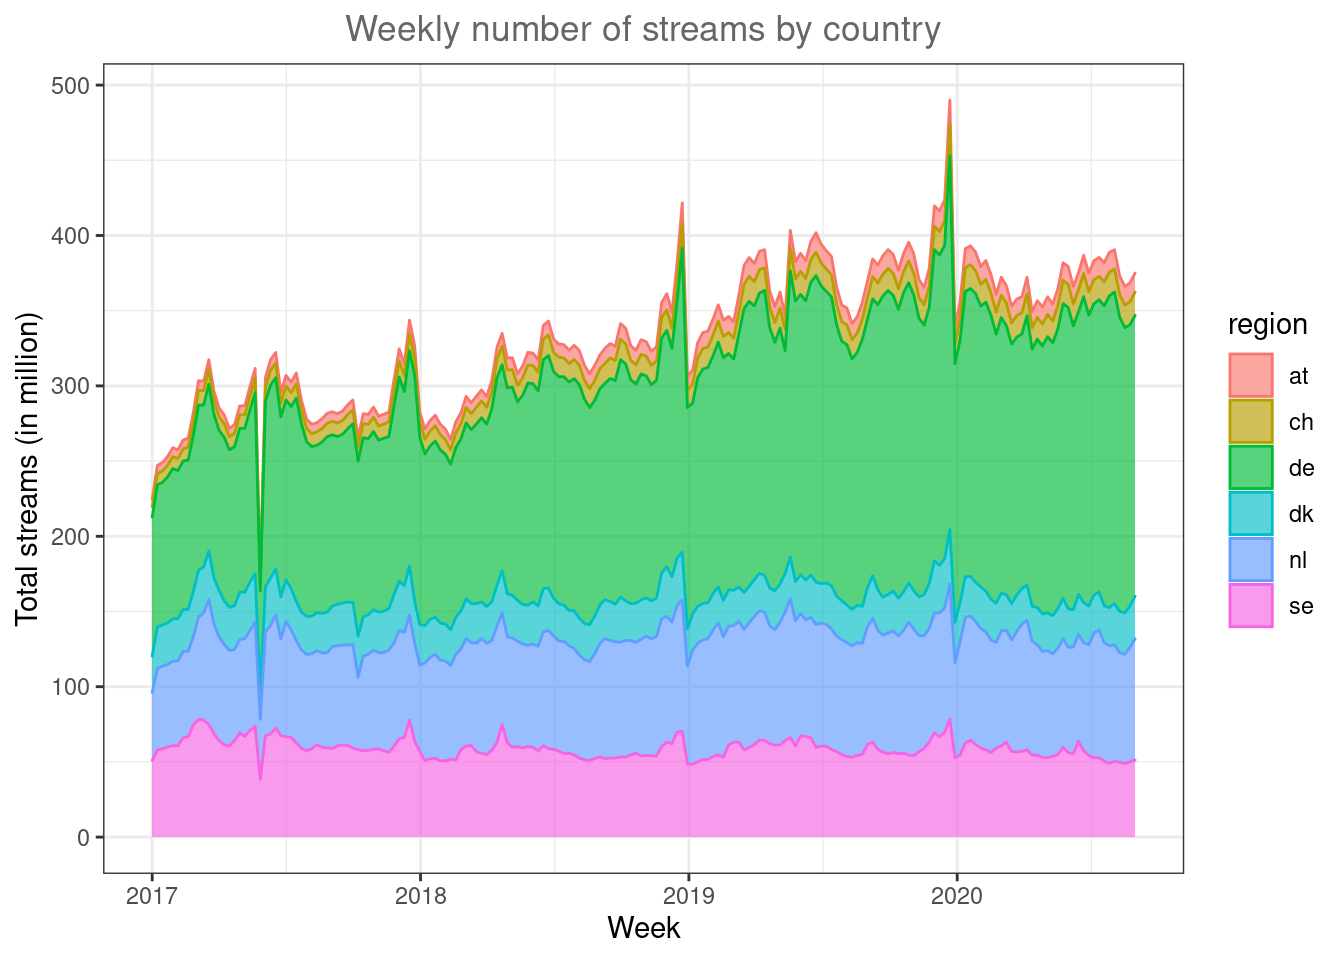 Weekly number of streams by country
Total streams (in million)
500
400
300
200
100
0
2017
2018
2019
2020
Week
region
at
ch
de
dk
nl
se